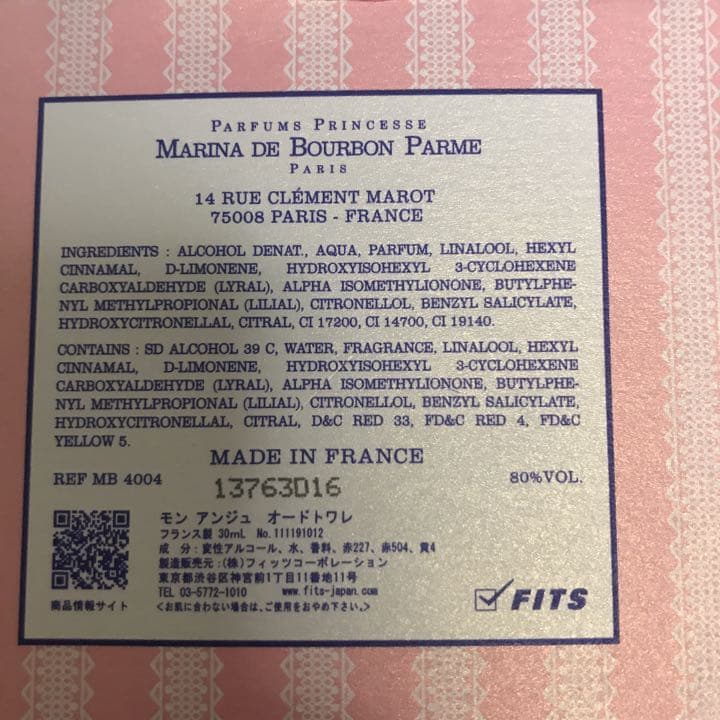 PARFUMS PRINCESSE
MARINA DE BOURBON PARME
PARIS
14 RUE CLÉMENT MAROT
75008 PARIS - FRANCE
INGREDIENTS : ALCOHOL DENAT., AQUA, PARFUM, LINALOOL, HEXYL
CINNAMAL, D-LIMONENE, HYDROXYISOHEXYL 3-CYCLOHEXENE
CARBOXYALDEHYDE (LYRAL), ALPHA ISOMETHYLIONONE, BUTYLPHE-
NYL METHYLPROPIONAL (LILIAL), CITRONELLOL, BENZYL SALICYLATE,
HYDROXYCITRONELLAL, CITRAL, CI 17200, CI 14700, CI 19140.
CONTAINS : SD ALCOHOL 39 C, WATER, FRAGRANCE, LINALOOL, HEXYL
CINNAMAL, D-LIMONENE, HYDROXYISOHEXYL 3-CYCLOHEXENE
CARBOXYALDEHYDE (LYRAL), ALPHA ISOMETHYLIONONE, BUTYLPHE-
NYL METHYLPROPIONAL (LILIAL), CITRONELLOL, BENZYL SALICYLATE,
HYDROXYCITRONELLAL, CITRAL, D&C RED 33, FD&C RED 4, FD&C
YELLOW 5.
MADE IN FRANCE
REF MB 4004
13763D16
80%VOL.
モン アンジュ オードトワレ
フランス製 30mL No.111191012
成 分:変性アルコール、水、香料、赤227、赤504、黄4
製造販売元:(株)フィッツコーポレーション
東京都渋谷区神宮前1丁目11番地11号
TEL 03-5772-1010 www.fits-japan.com
商品情報サイト <お肌に合わない場合は、ご使用をおやめ下さい。>
FITS